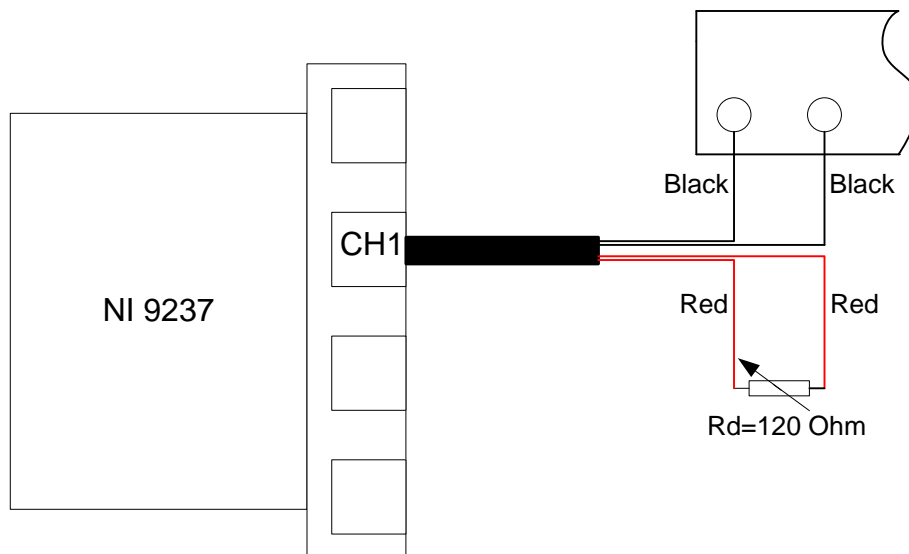 Black
Black
CH1
NI 9237
Red
Red
Rd=120 Ohm